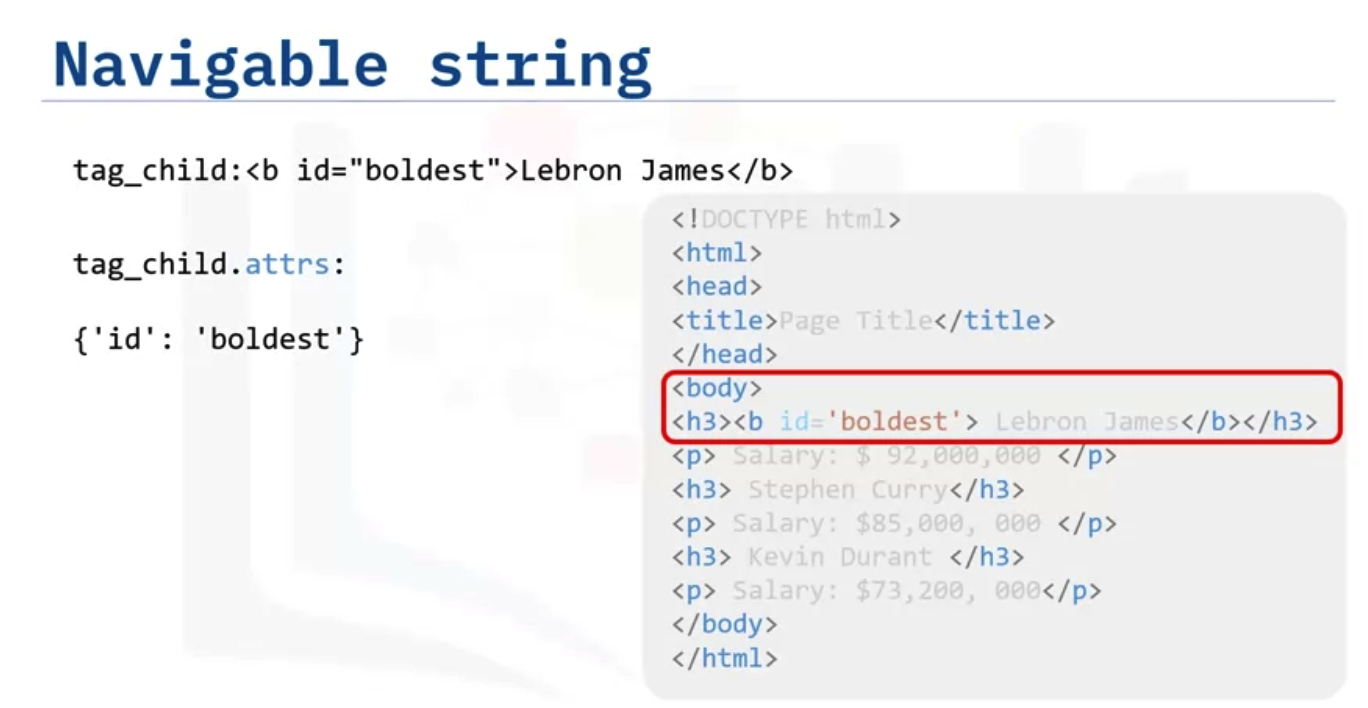 Navigable string
tag_child:<b id="boldest">Lebron James</b>
tag_child.attrs:
{'id': 'boldest'}
<!DOCTYPE html>
<html>
<head>
<title>Page Title</title>
</head>
<body>
<h3><b id='boldest'> Lebron James</b></h3>
<p> Salary: $ 92,000,000 </p>
<h3> Stephen Curry</h3>
<p> Salary: $85,000, 000 </p>
<h3> Kevin Durant </h3>
<p> Salary: $73,200, 000</p>
</body>
</html>